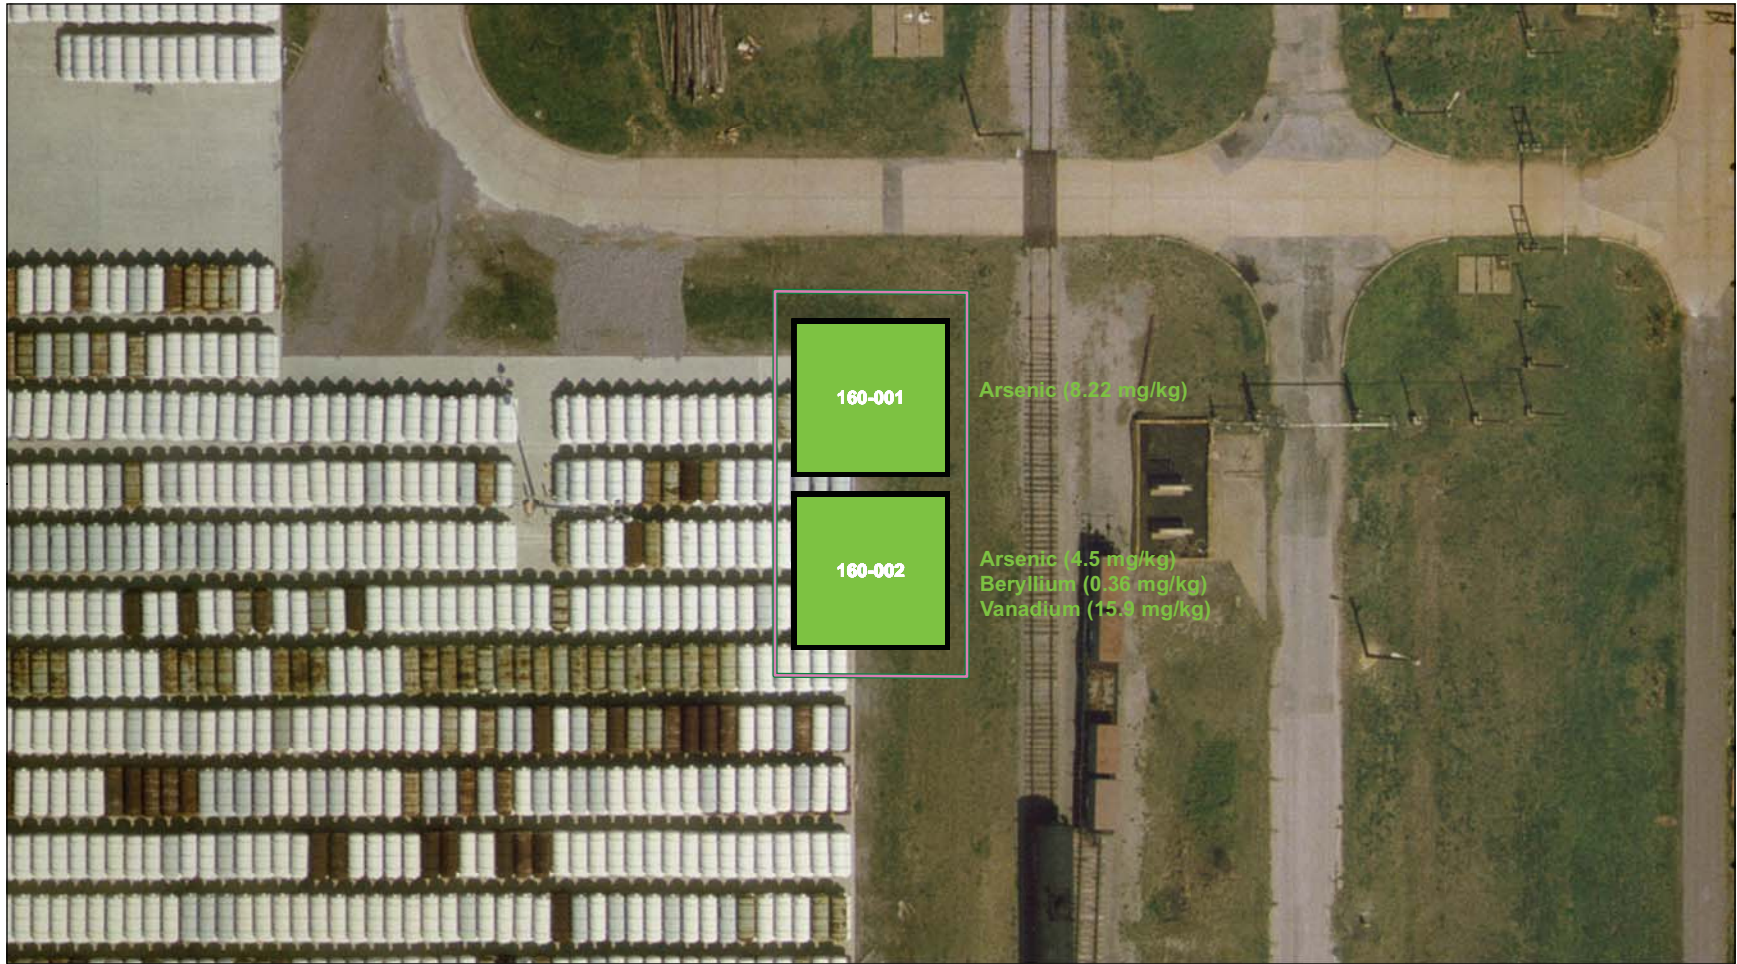 160-001
Arsenic (8.22 mg/kg)
160-002
Arsenic (4.5 mg/kg)
Beryllium (0.36 mg/kg)
Vanadium (15.9 mg/kg)